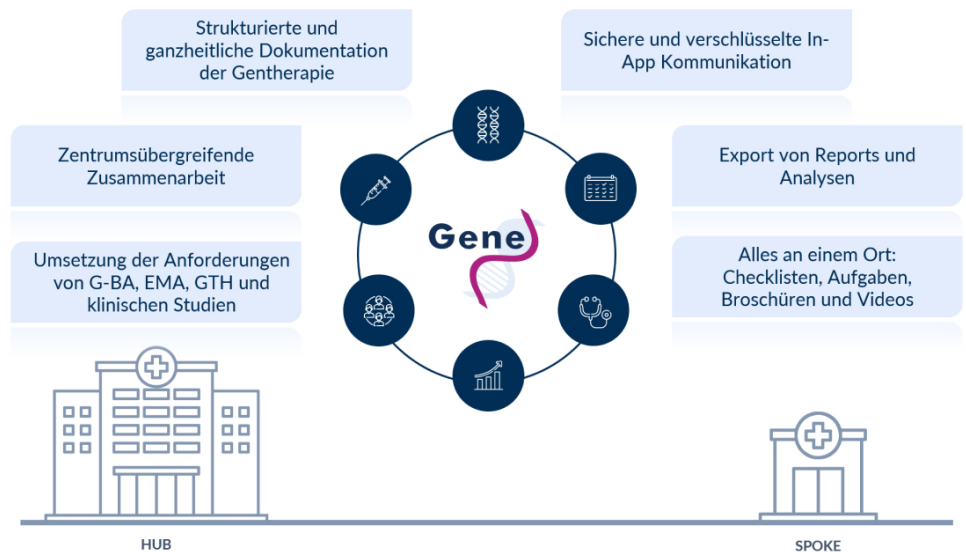 Strukturierte und
ganzheitliche Dokumentation
der Gentherapie
Sichere und verschlüsselte In-
App Kommunikation
Zentrumsübergreifende
Zusammenarbeit
Export von Reports und
Analysen
Gene
Umsetzung der Anforderungen
von G-BA, EMA, GTH und
klinischen Studien
Alles an einem Ort:
Checklisten, Aufgaben,
Broschüren und Videos
HUB
SPOKE